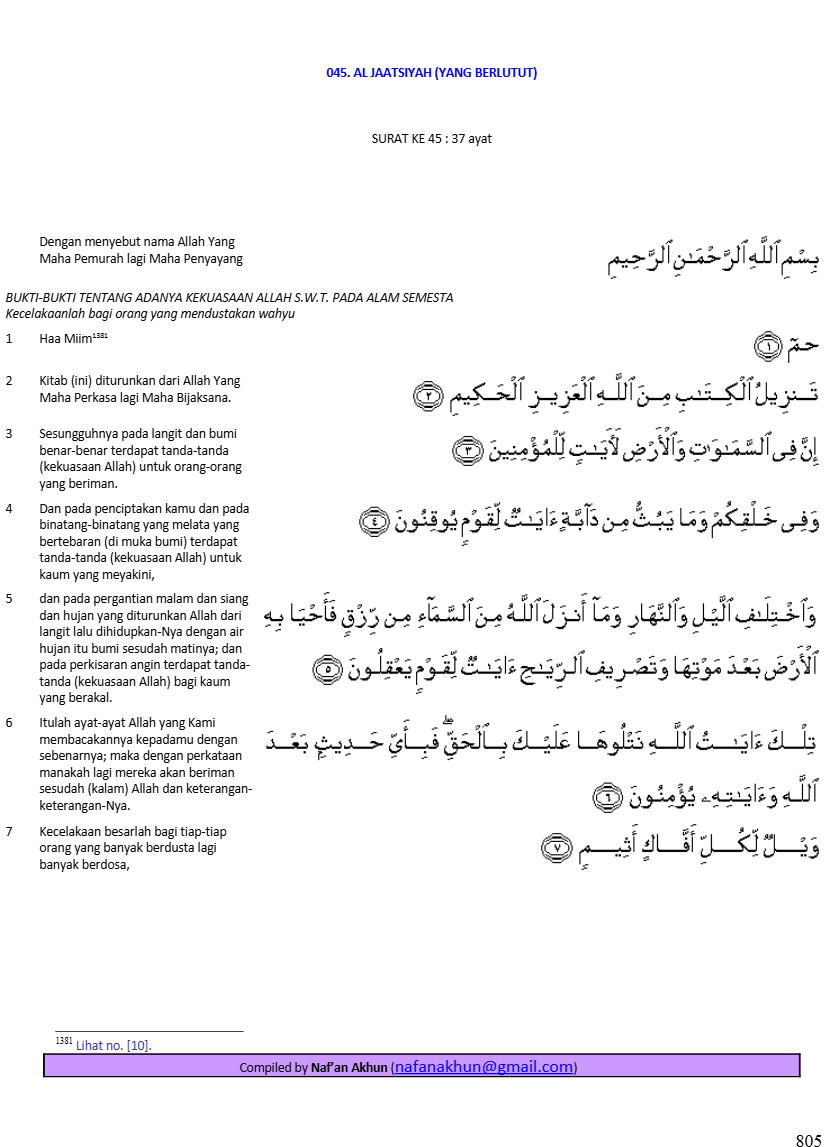 045. AL JAATSIYAH (YANG BERLUTUT)
SURAT KE 45 : 37 ayat
Dengan menyebut nama Allah Yang
Maha Pemurah lagi Maha Penyayang
بِسْمِ ٱللَّهِ ٱلرَّحْمَـٰنِ ٱلرَّحِيمِ
BUKTI-BUKTI TENTANG ADANYA KEKUASAAN ALLAH S.W.T. PADA ALAM SEMESTA
Kecelakaanlah bagi orang yang mendustakan wahyu
1 Haa Miim¹³⁸¹
حمٓ ﴿١﴾
2 Kitab (ini) diturunkan dari Allah Yang
Maha Perkasa lagi Maha Bijaksana.
تَنزِيلُ ٱلْكِتَـٰبِ مِنَ ٱللَّهِ ٱلْعَزِيزِ ٱلْحَكِيمِ ﴿٢﴾
3 Sesungguhnya pada langit dan bumi
benar-benar terdapat tanda-tanda
(kekuasaan Allah) untuk orang-orang
yang beriman.
إِنَّ فِى ٱلسَّمَـٰوَٰتِ وَٱلْأَرْضِ لَـَٔايَـٰتٍ لِّلْمُؤْمِنِينَ ﴿٣﴾
4 Dan pada penciptakan kamu dan pada
binatang-binatang yang melata yang
bertebaran (di muka bumi) terdapat
tanda-tanda (kekuasaan Allah) untuk
kaum yang meyakini,
وَفِى خَلْقِكُمْ وَمَا يَبُثُّ مِن دَآبَّةٍ ءَايَـٰتٌ لِّقَوْمٍ يُوقِنُونَ ﴿٤﴾
5 dan pada pergantian malam dan siang
dan hujan yang diturunkan Allah dari
langit lalu dihidupkan-Nya dengan air
hujan itu bumi sesudah matinya; dan
pada perkisaran angin terdapat tanda-
tanda (kekuasaan Allah) bagi kaum
yang berakal.
وَٱخْتِلَـٰفِ ٱلَّيْلِ وَٱلنَّهَارِ وَمَآ أَنزَلَ ٱللَّهُ مِنَ ٱلسَّمَآءِ مِن رِّزْقٍ فَأَحْيَا بِهِ
ٱلْأَرْضَ بَعْدَ مَوْتِهَا وَتَصْرِيفِ ٱلرِّيَـٰحِ ءَايَـٰتٌ لِّقَوْمٍ يَعْقِلُونَ ﴿٥﴾
6 Itulah ayat-ayat Allah yang Kami
membacakannya kepadamu dengan
sebenarnya; maka dengan perkataan
manakah lagi mereka akan beriman
sesudah (kalam) Allah dan keterangan-
keterangan-Nya.
تِلْكَ ءَايَـٰتُ ٱللَّهِ نَتْلُوهَا عَلَيْكَ بِٱلْحَقِّ ۖ فَبِأَىِّ حَدِيثٍۭ بَعْدَ
ٱللَّهِ وَءَايَـٰتِهِۦ يُؤْمِنُونَ ﴿٦﴾
7 Kecelakaan besarlah bagi tiap-tiap
orang yang banyak berdusta lagi
banyak berdosa,
وَيْلٌ لِّكُلِّ أَفَّاكٍ أَثِيمٍ ﴿٧﴾
¹³⁸¹ Lihat no. [10].
Compiled by Naf’an Akhun (nafanakhun@gmail.com)
805